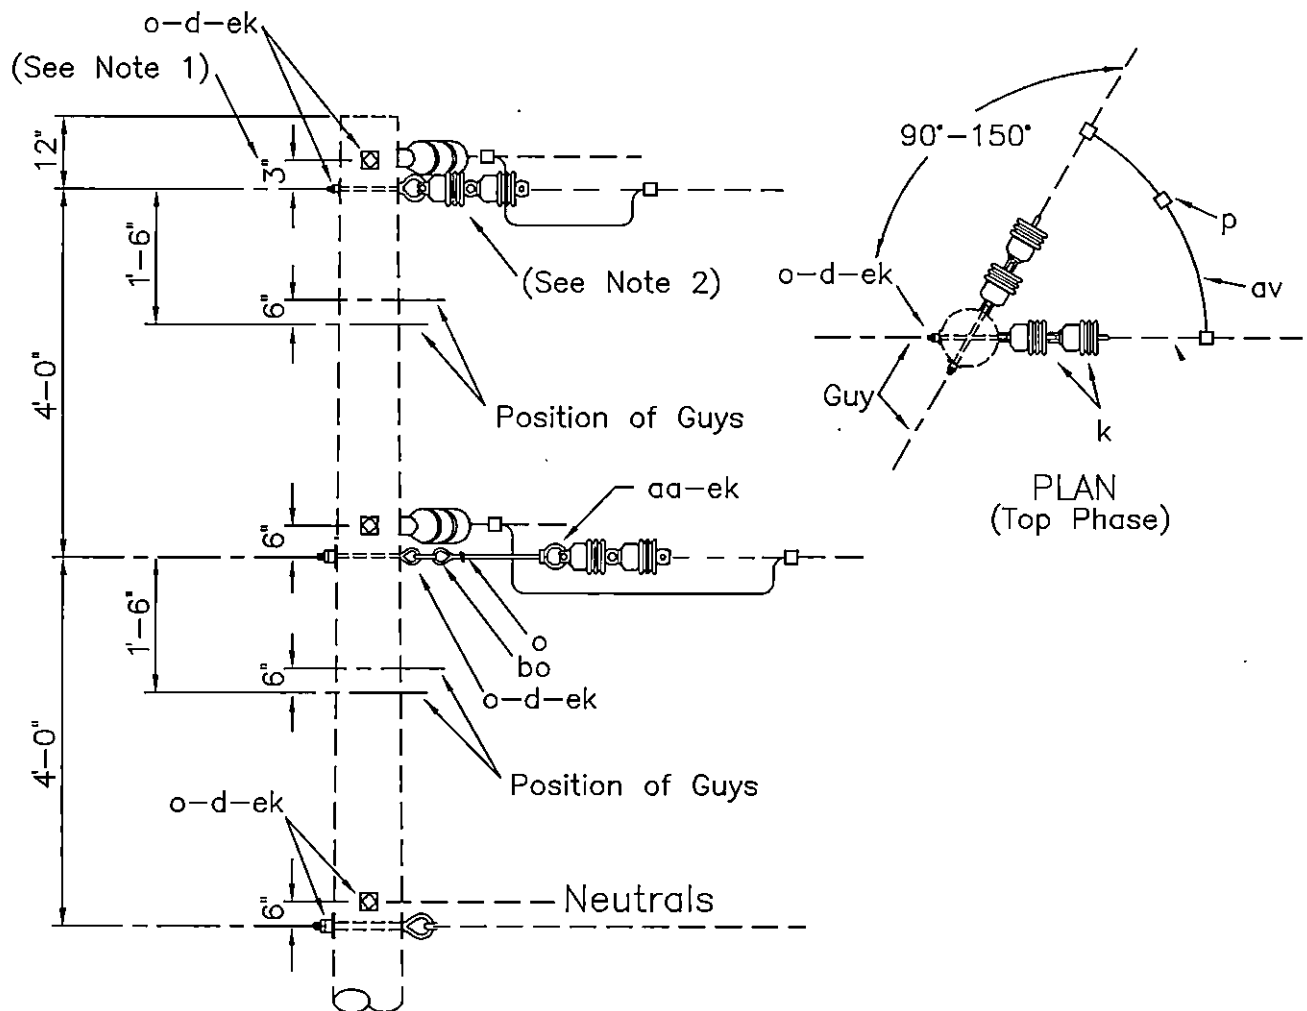 o-d-ek
(See Note 1)
12"
3"
4'-0"
1'-6"
6"
(See Note 2)
Position of Guys
90°-150°
o-d-ek
p
av
Guy
k
PLAN
(Top Phase)
6"
aa-ek
4'-0"
1'-6"
6"
o
bo
o-d-ek
Position of Guys
o-d-ek
6"
Neutrals